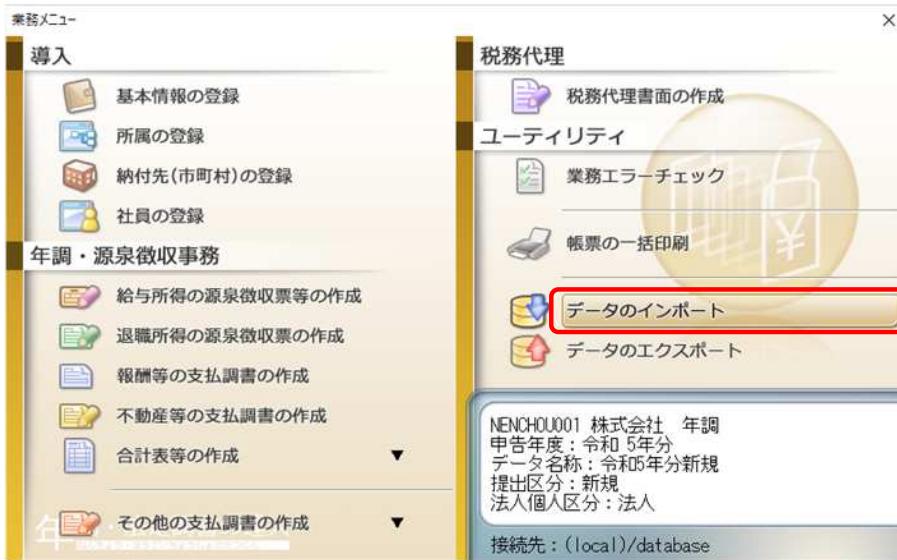 業務メニュー
導入
基本情報の登録
所属の登録
納付先(市町村)の登録
社員の登録
年調・源泉徴収事務
給与所得の源泉徴収票等の作成
退職所得の源泉徴収票の作成
報酬等の支払調書の作成
不動産等の支払調書の作成
合計表等の作成 ▼
その他の支払調書の作成 ▼
税務代理
税務代理書面の作成
ユーティリティ
業務エラーチェック
帳票の一括印刷
データのインポート
データのエクスポート
NENCHOU001 株式会社 年調
申告年度：令和 5年分
データ名称：令和5年分新規
提出区分：新規
法人個人区分：法人
接続先：(local)/database